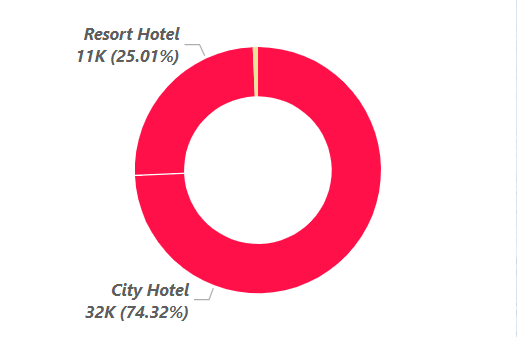 Resort Hotel
11K (25.01%)
City Hotel
32K (74.32%)